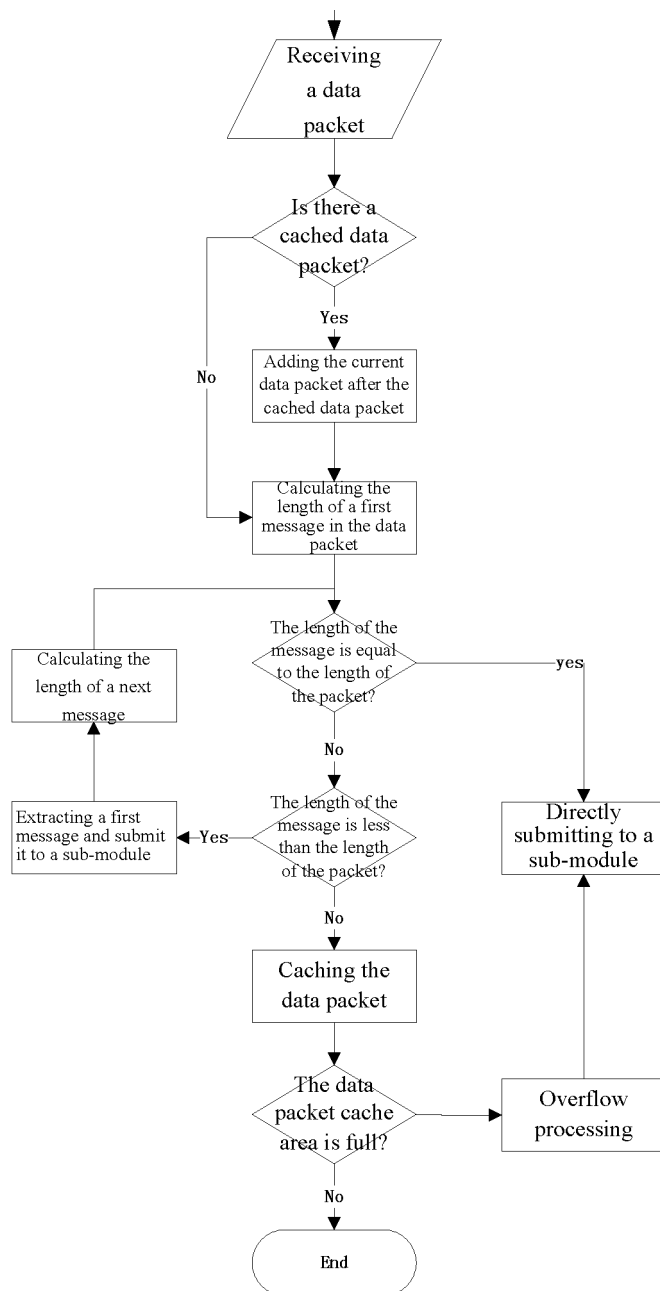 Receiving
a data
packet
Is there a
cached data
packet?
Yes
No
Adding the current
data packet after the
cached data packet
Calculating the
length of a first
message in the data
packet
The length of the
message is equal
to the length of
the packet?
yes
Calculating the
length of a next
message
No
The length of the
message is less
than the length
of the packet?
Yes
Extracting a first
message and submit
it to a sub-module
Directly
submitting to a
sub-module
No
Caching the
data packet
The data
packet cache
area is full?
Overflow
processing
No
End